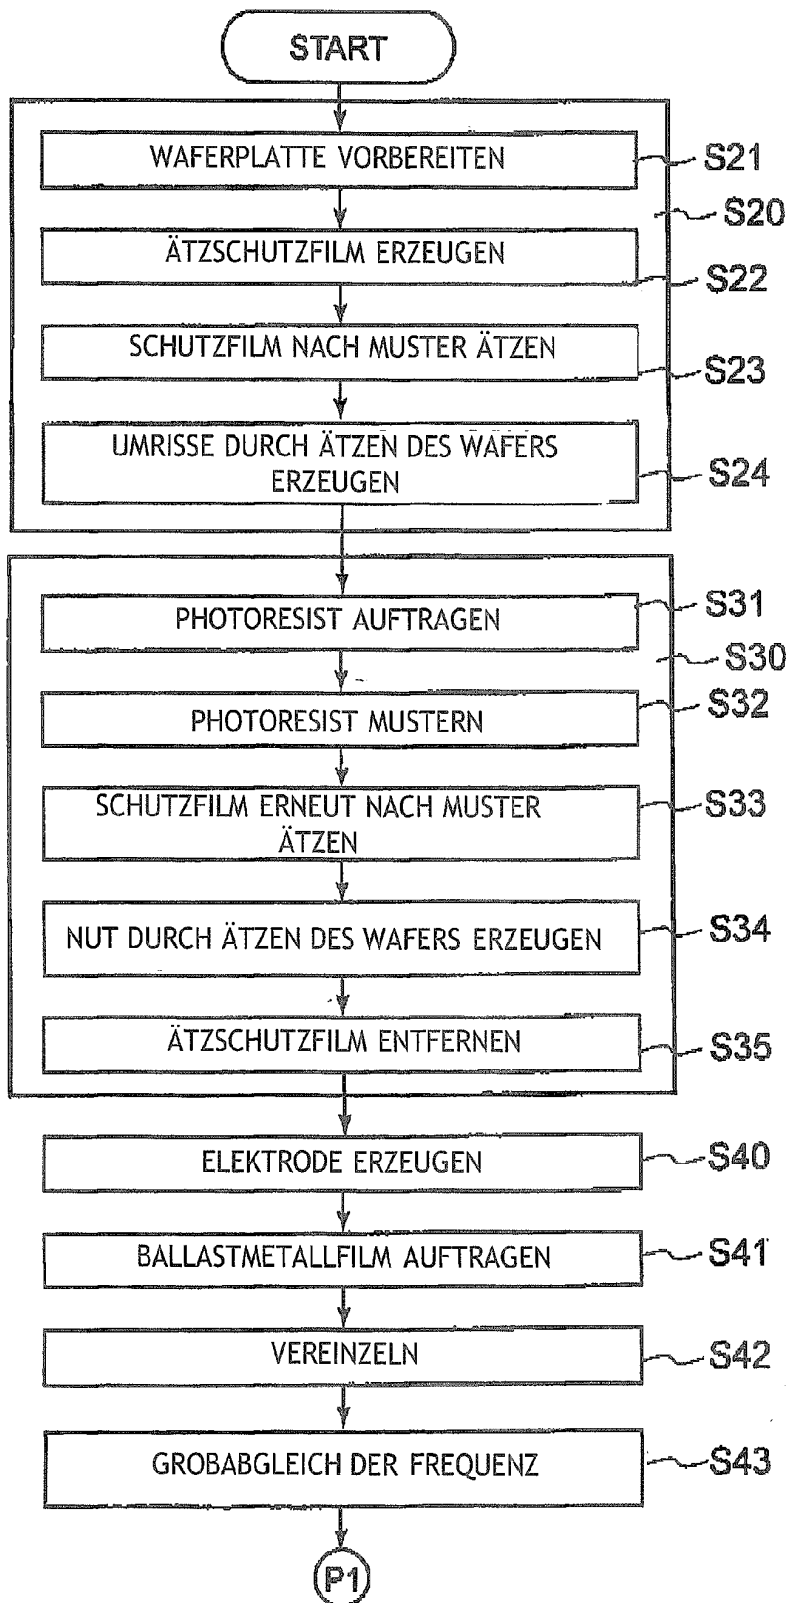 START
WAFERPLATTE VORBEREITEN
S21
S20
ÄTZSCHUTZFILM ERZEUGEN
S22
SCHUTZFILM NACH MUSTER ÄTZEN
S23
UMRISSE DURCH ÄTZEN DES WAFERS
ERZEUGEN
S24
PHOTORESIST AUFTRAGEN
S31
S30
PHOTORESIST MUSTERN
S32
SCHUTZFILM ERNEUT NACH MUSTER
ÄTZEN
S33
NUT DURCH ÄTZEN DES WAFERS ERZEUGEN
S34
ÄTZSCHUTZFILM ENTFERNEN
S35
ELEKTRODE ERZEUGEN
S40
BALLASTMETALLFILM AUFTRAGEN
S41
VEREINZELN
S42
GROBABGLEICH DER FREQUENZ
S43
P1